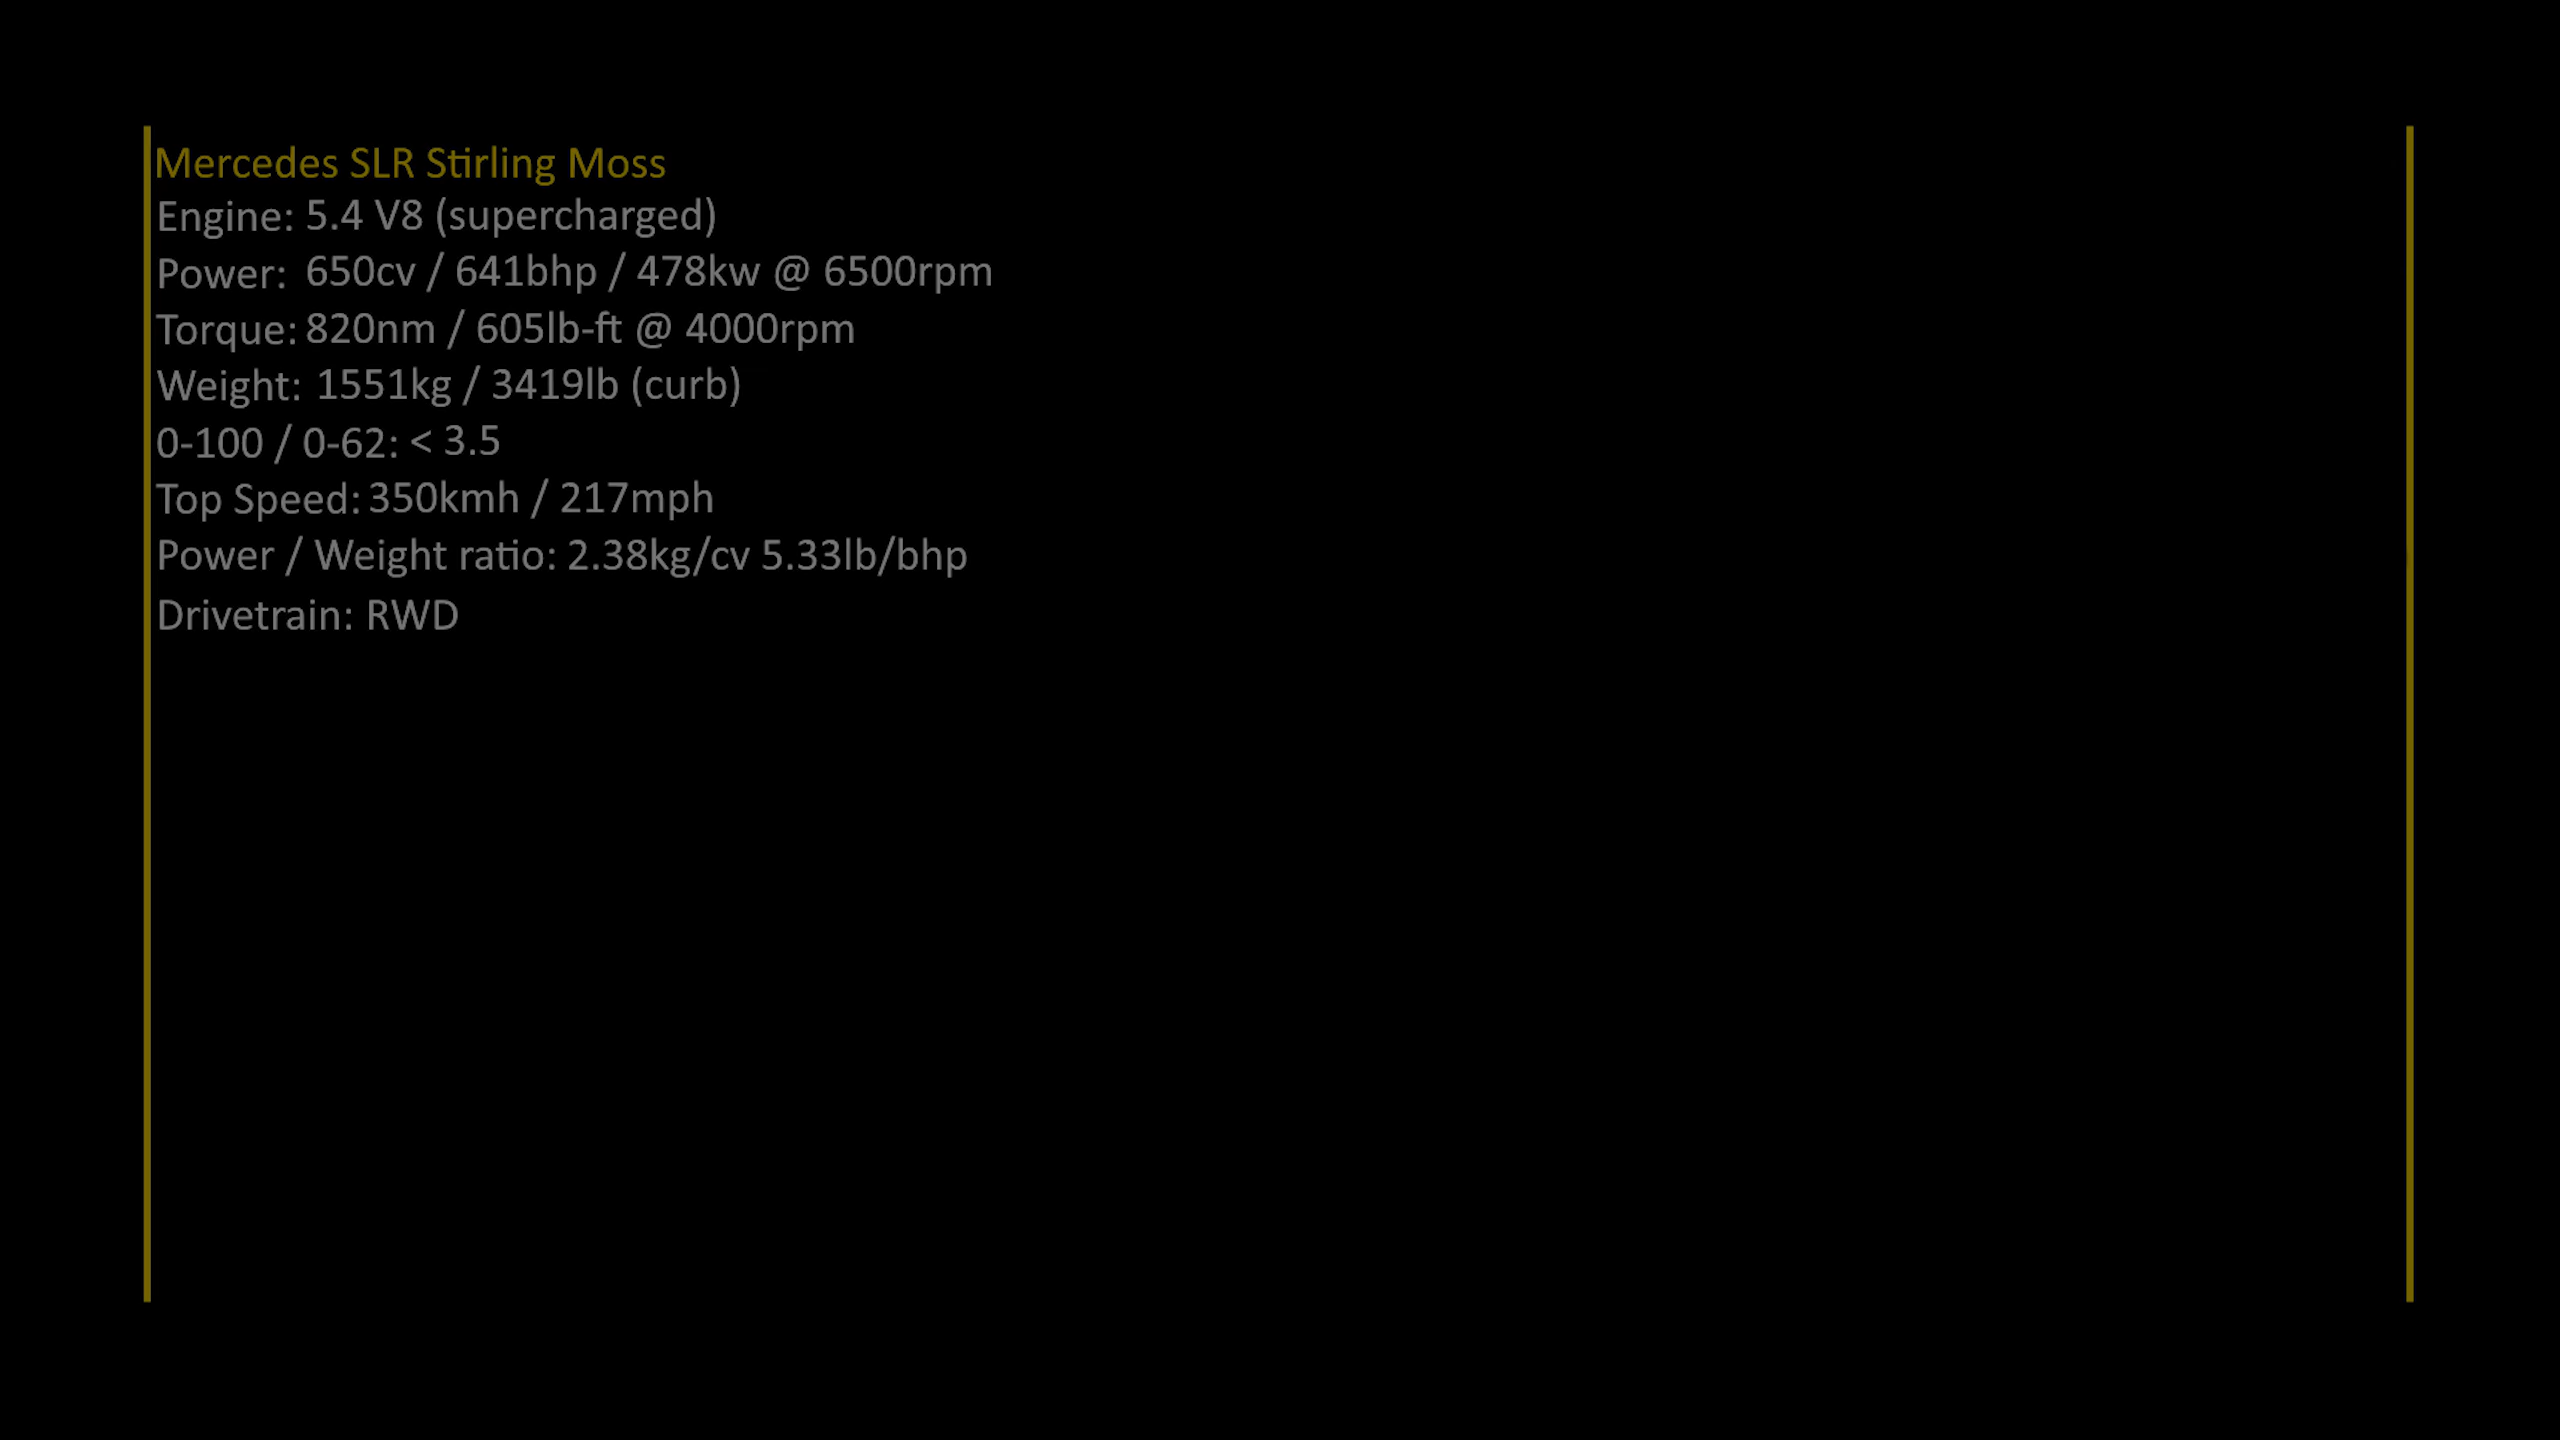 Mercedes SLR Stirling Moss
Engine: 5.4 V8 (supercharged)
Power: 650cv / 641bhp / 478kw @ 6500rpm
Torque: 820nm / 605lb-ft @ 4000rpm
Weight: 1551kg / 3419lb (curb)
0-100 / 0-62: < 3.5
Top Speed: 350kmh / 217mph
Power / Weight ratio: 2.38kg/cv 5.33lb/bhp
Drivetrain: RWD